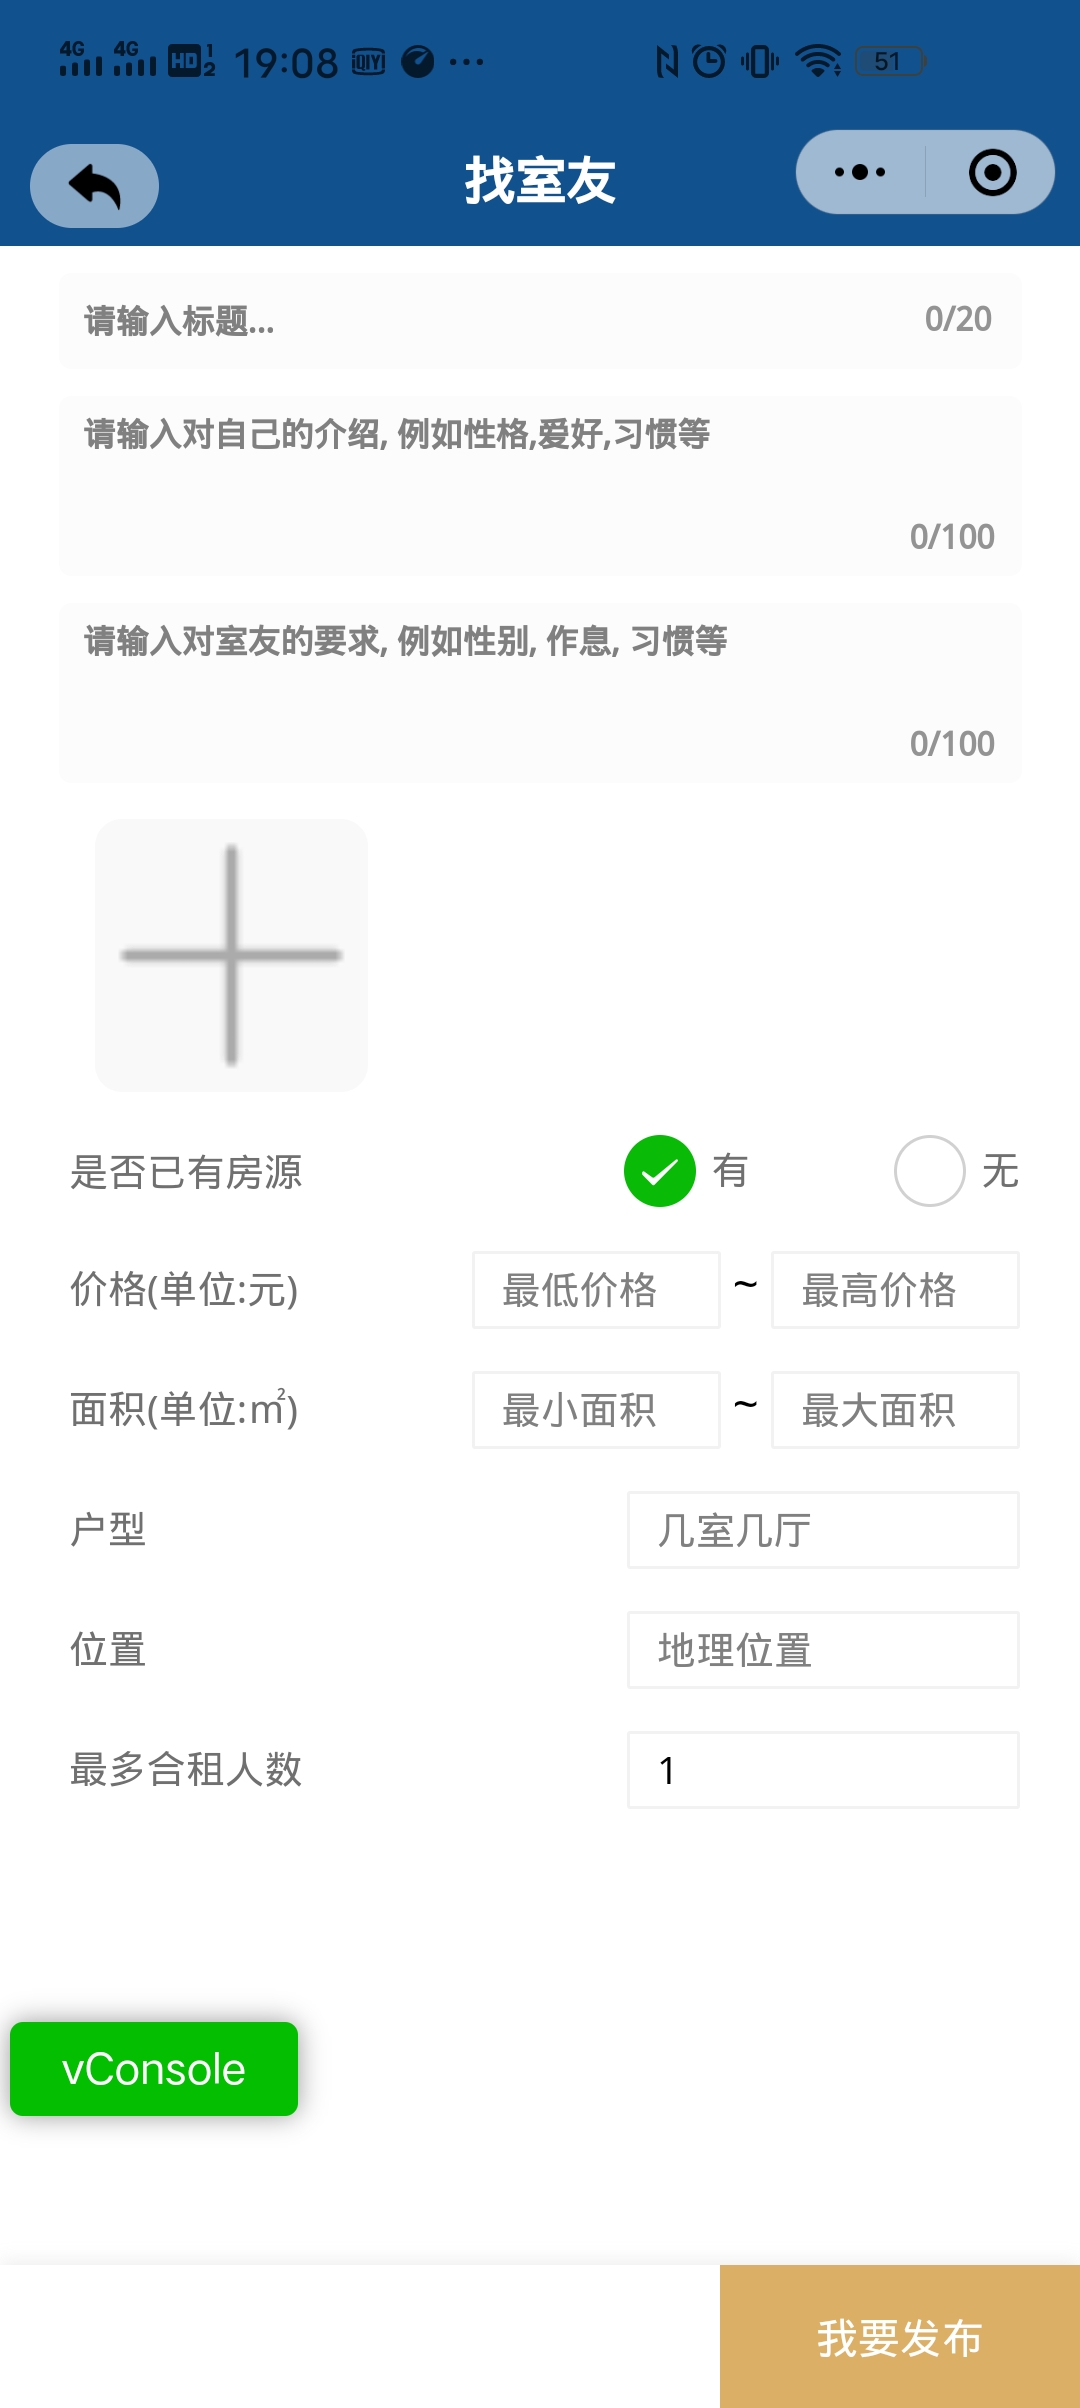 4G 4G HD 1 2 19:08 QIYI 51
找室友
请输入标题... 0/20
请输入对自己的介绍, 例如性格,爱好,习惯等
0/100
请输入对室友的要求, 例如性别, 作息, 习惯等
0/100
是否已有房源 有 无
价格(单位:元) 最低价格 ~ 最高价格
面积(单位:㎡) 最小面积 ~ 最大面积
户型 几室几厅
位置 地理位置
最多合租人数 1
vConsole
我要发布